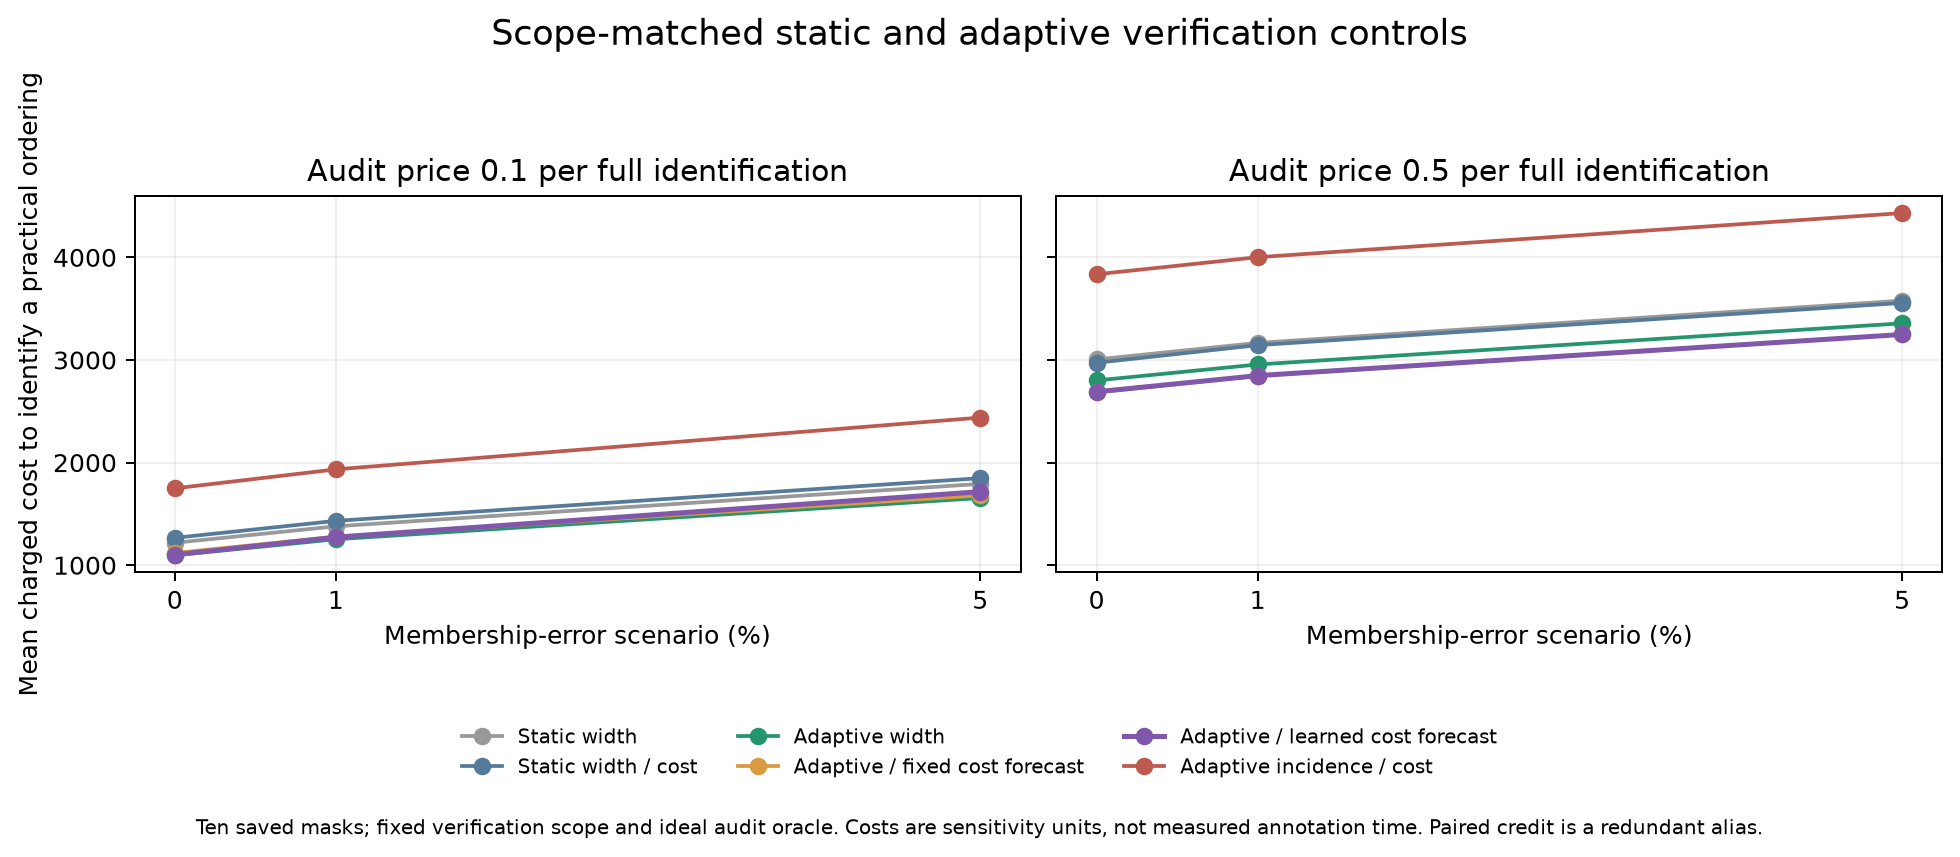 Scope-matched static and adaptive verification controls
Mean charged cost to identify a practical ordering
Audit price 0.1 per full identification
4000
3000
2000
1000
0
1
5
Membership-error scenario (%)
Audit price 0.5 per full identification
0
1
5
Membership-error scenario (%)
Static width
Static width / cost
Adaptive width
Adaptive / fixed cost forecast
Adaptive / learned cost forecast
Adaptive incidence / cost
Ten saved masks; fixed verification scope and ideal audit oracle. Costs are sensitivity units, not measured annotation time. Paired credit is a redundant alias.